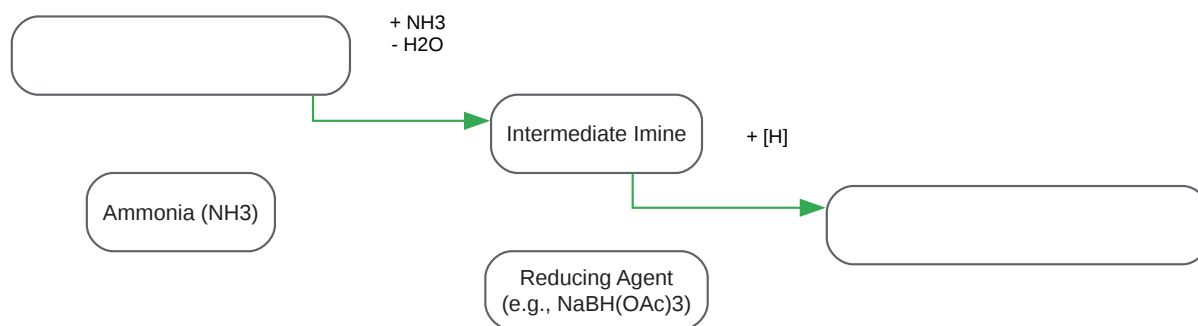 + NH3
- H2O
Intermediate Imine
+ [H]
Ammonia (NH3)
Reducing Agent
(e.g., NaBH(OAc)3)